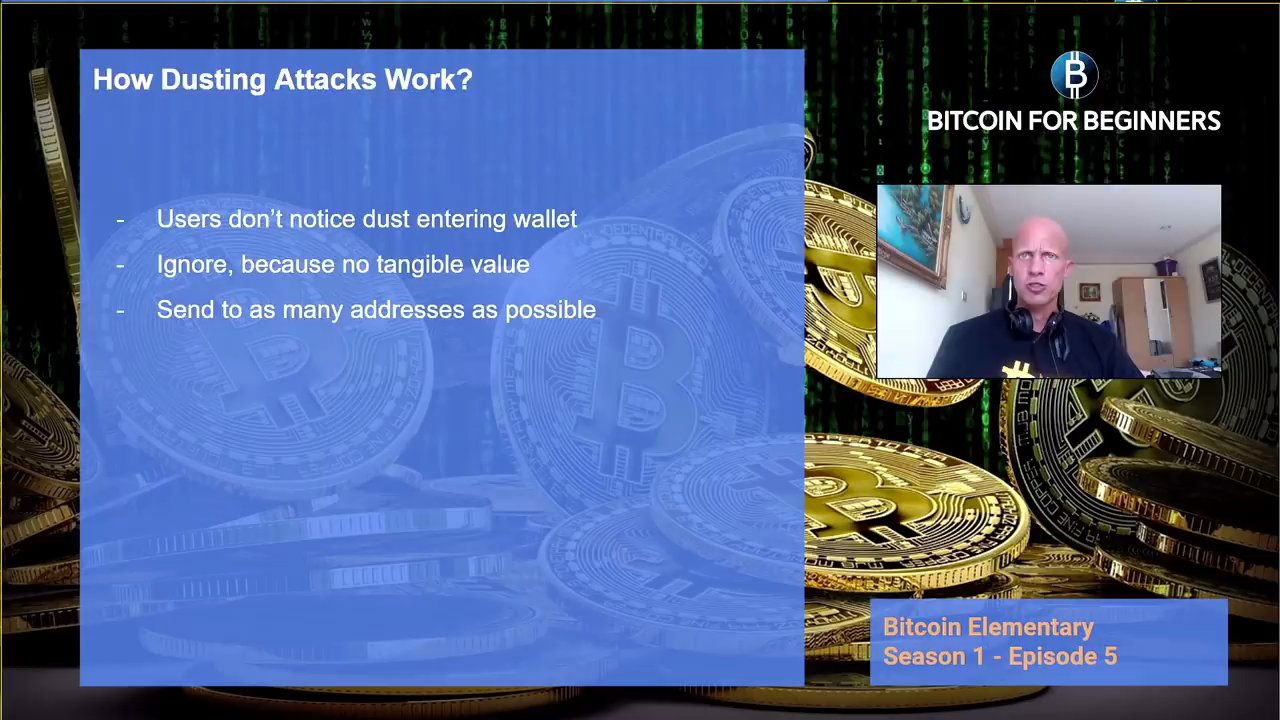 How Dusting Attacks Work?
- Users don’t notice dust entering wallet
- Ignore, because no tangible value
- Send to as many addresses as possible
BITCOIN FOR BEGINNERS
Bitcoin Elementary
Season 1 - Episode 5